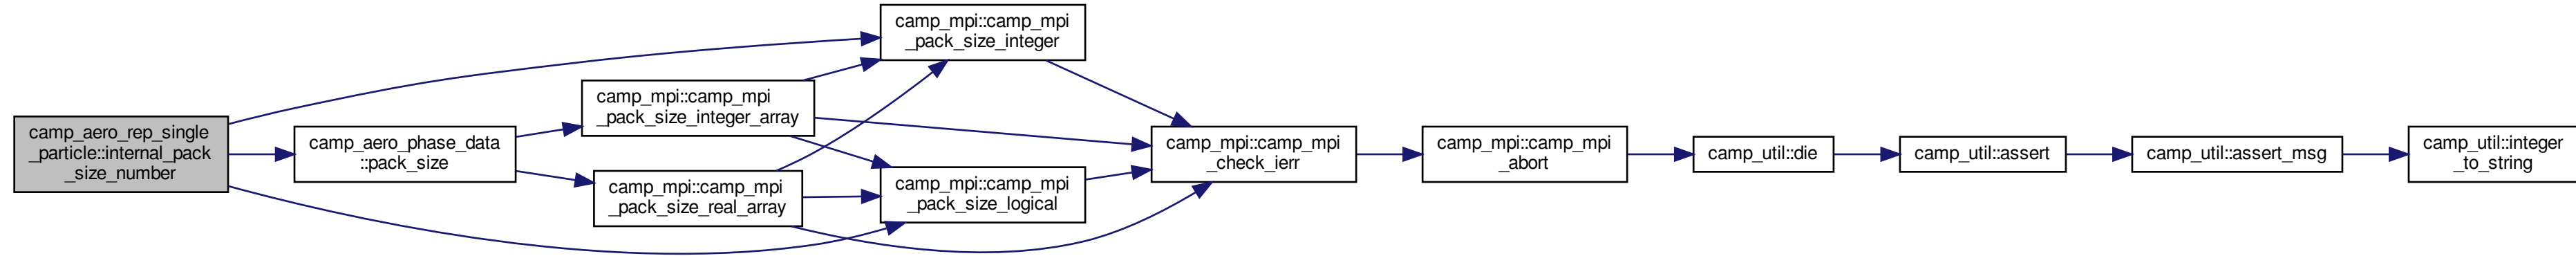 camp_aero_rep_single
_particle::internal_pack
_size_number
camp_aero_phase_data
::pack_size
camp_mpi::camp_mpi
_pack_size_integer_array
camp_mpi::camp_mpi
_pack_size_real_array
camp_mpi::camp_mpi
_pack_size_integer
camp_mpi::camp_mpi
_pack_size_logical
camp_mpi::camp_mpi
_check_ierr
camp_mpi::camp_mpi
_abort
camp_util::die
camp_util::assert
camp_util::assert_msg
camp_util::integer
_to_string